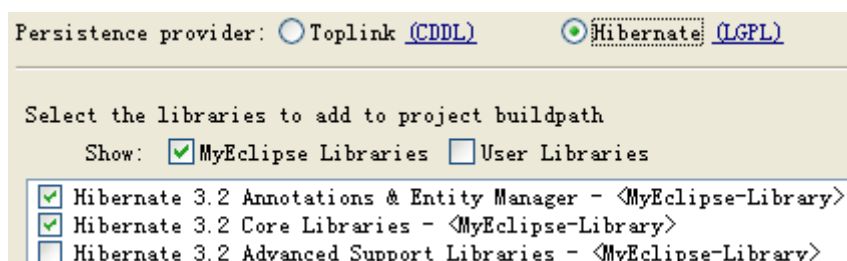 Persistence provider: Toplink (CDDL) Hibernate (LGPL)
Select the libraries to add to project buildpath
Show: MyEclipse Libraries User Libraries
Hibernate 3.2 Annotations & Entity Manager - <MyEclipse-Library>
Hibernate 3.2 Core Libraries - <MyEclipse-Library>
Hibernate 3.2 Advanced Support Libraries - <MyEclipse-Library>